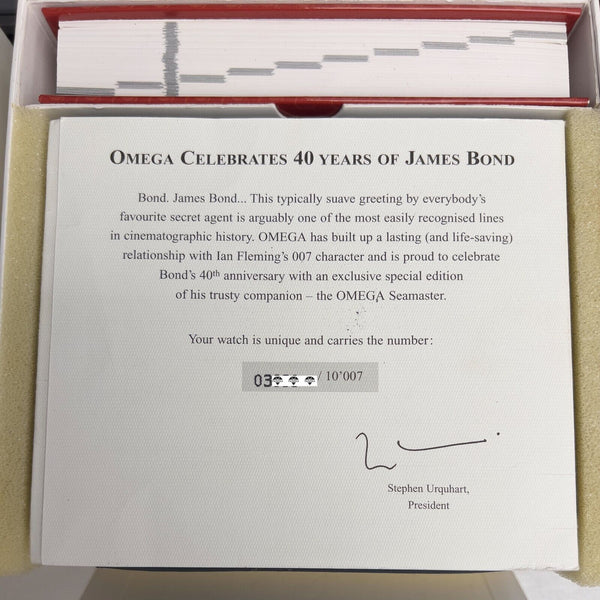 OMEGA CELEBRATES 40 YEARS OF JAMES BOND
Bond. James Bond... This typically suave greeting by everybody's
favourite secret agent is arguably one of the most easily recognised lines
in cinematographic history. OMEGA has built up a lasting (and life-saving)
relationship with Ian Fleming's 007 character and is proud to celebrate
Bond's 40th anniversary with an exclusive special edition
of his trusty companion – the OMEGA Seamaster.
Your watch is unique and carries the number:
03 / 10'007
Stephen Urquhart,
President